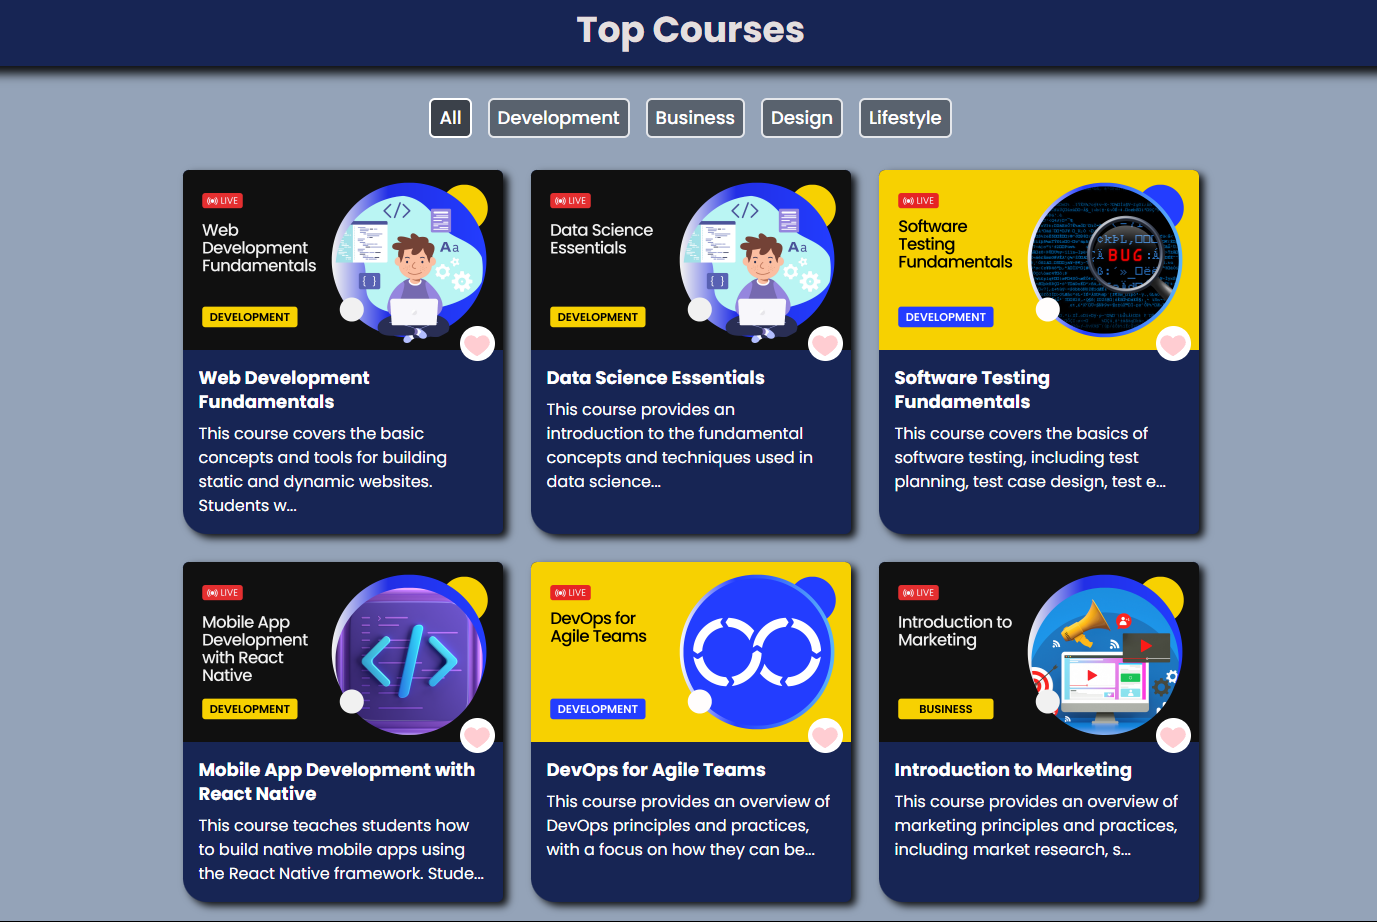 Top Courses
All
Development
Business
Design
Lifestyle
LIVE
Web
Development
Fundamentals
DEVELOPMENT
</>
Aa
{ }
Web Development
Fundamentals
This course covers the basic
concepts and tools for building
static and dynamic websites.
Students w...
LIVE
Data Science
Essentials
DEVELOPMENT
</>
Aa
{ }
Data Science Essentials
This course provides an
introduction to the fundamental
concepts and techniques used in
data science...
LIVE
Software
Testing
Fundamentals
DEVELOPMENT
BUG
Software Testing
Fundamentals
This course covers the basics of
software testing, including test
planning, test case design, test e...
LIVE
Mobile App
Development
with React
Native
DEVELOPMENT
</>
Mobile App Development with
React Native
This course teaches students how
to build native mobile apps using
the React Native framework. Stude...
LIVE
DevOps for
Agile Teams
DEVELOPMENT
DevOps for Agile Teams
This course provides an overview of
DevOps principles and practices,
with a focus on how they can be...
LIVE
Introduction to
Marketing
BUSINESS
Introduction to Marketing
This course provides an overview of
marketing principles and practices,
including market research, s...